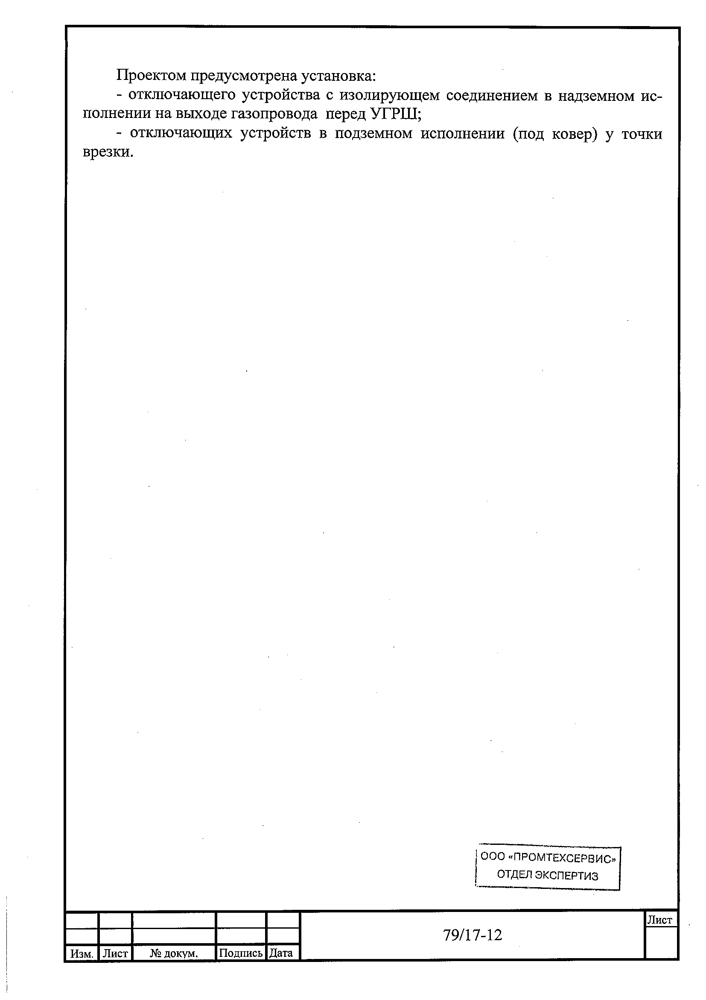 Проектом предусмотрена установка:
- отключающего устройства с изолирующем соединением в надземном ис-
полнении на выходе газопровода перед УГРШ;
- отключающих устройств в подземном исполнении (под ковер) у точки
врезки.
ООО «ПРОМТЕХСЕРВИС»
ОТДЕЛ ЭКСПЕРТИЗ
Лист
79/17-12
Изм. Лист № докум. Подпись Дата